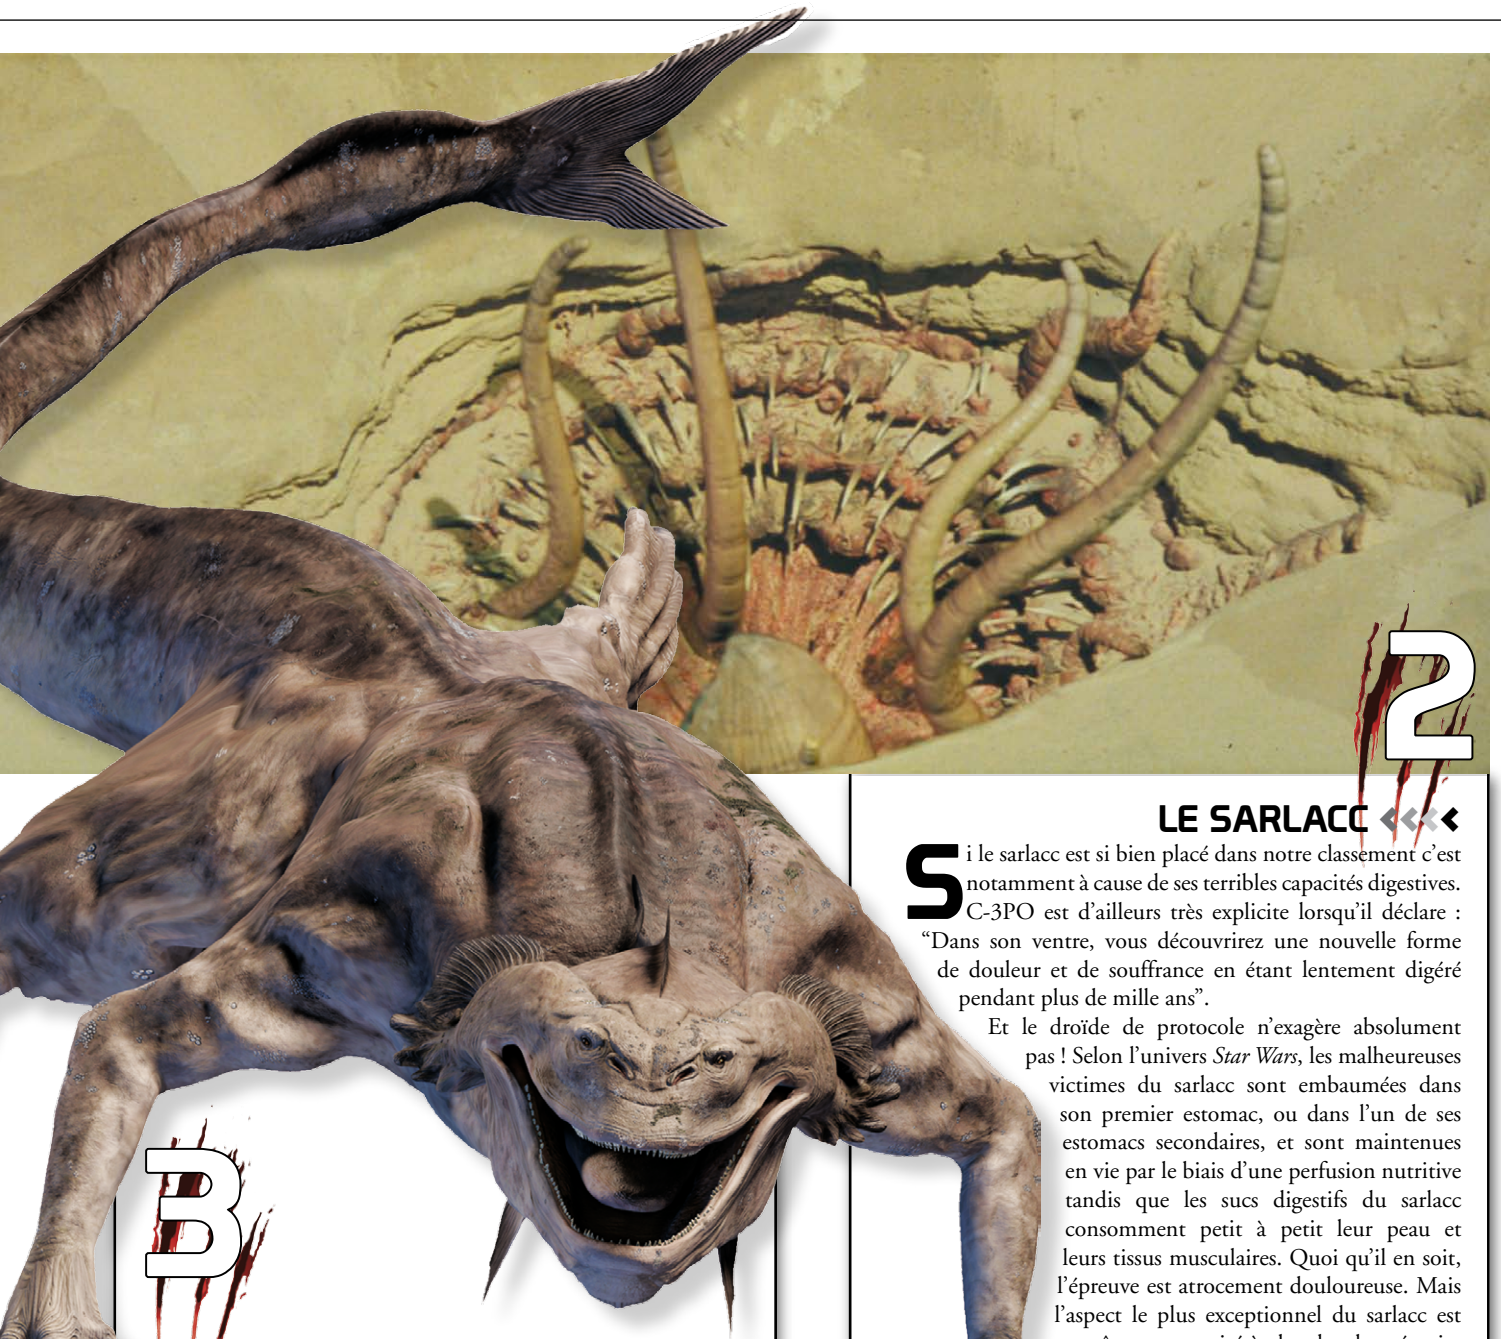 2
LE SARLACC
Si le sarlacc est si bien placé dans notre classement c'est
notamment à cause de ses terribles capacités digestives.
C-3PO est d'ailleurs très explicite lorsqu'il déclare :
“Dans son ventre, vous découvrirez une nouvelle forme
de douleur et de souffrance en étant lentement digéré
pendant plus de mille ans”.
Et le droïde de protocole n'exagère absolument
pas ! Selon l'univers Star Wars, les malheureuses
victimes du sarlacc sont embaumées dans
son premier estomac, ou dans l'un de ses
estomacs secondaires, et sont maintenues
en vie par le biais d'une perfusion nutritive
tandis que les sucs digestifs du sarlacc
consomment petit à petit leur peau et
leurs tissus musculaires. Quoi qu'il en soit,
l'épreuve est atrocement douloureuse. Mais
l'aspect le plus exceptionnel du sarlacc est
3